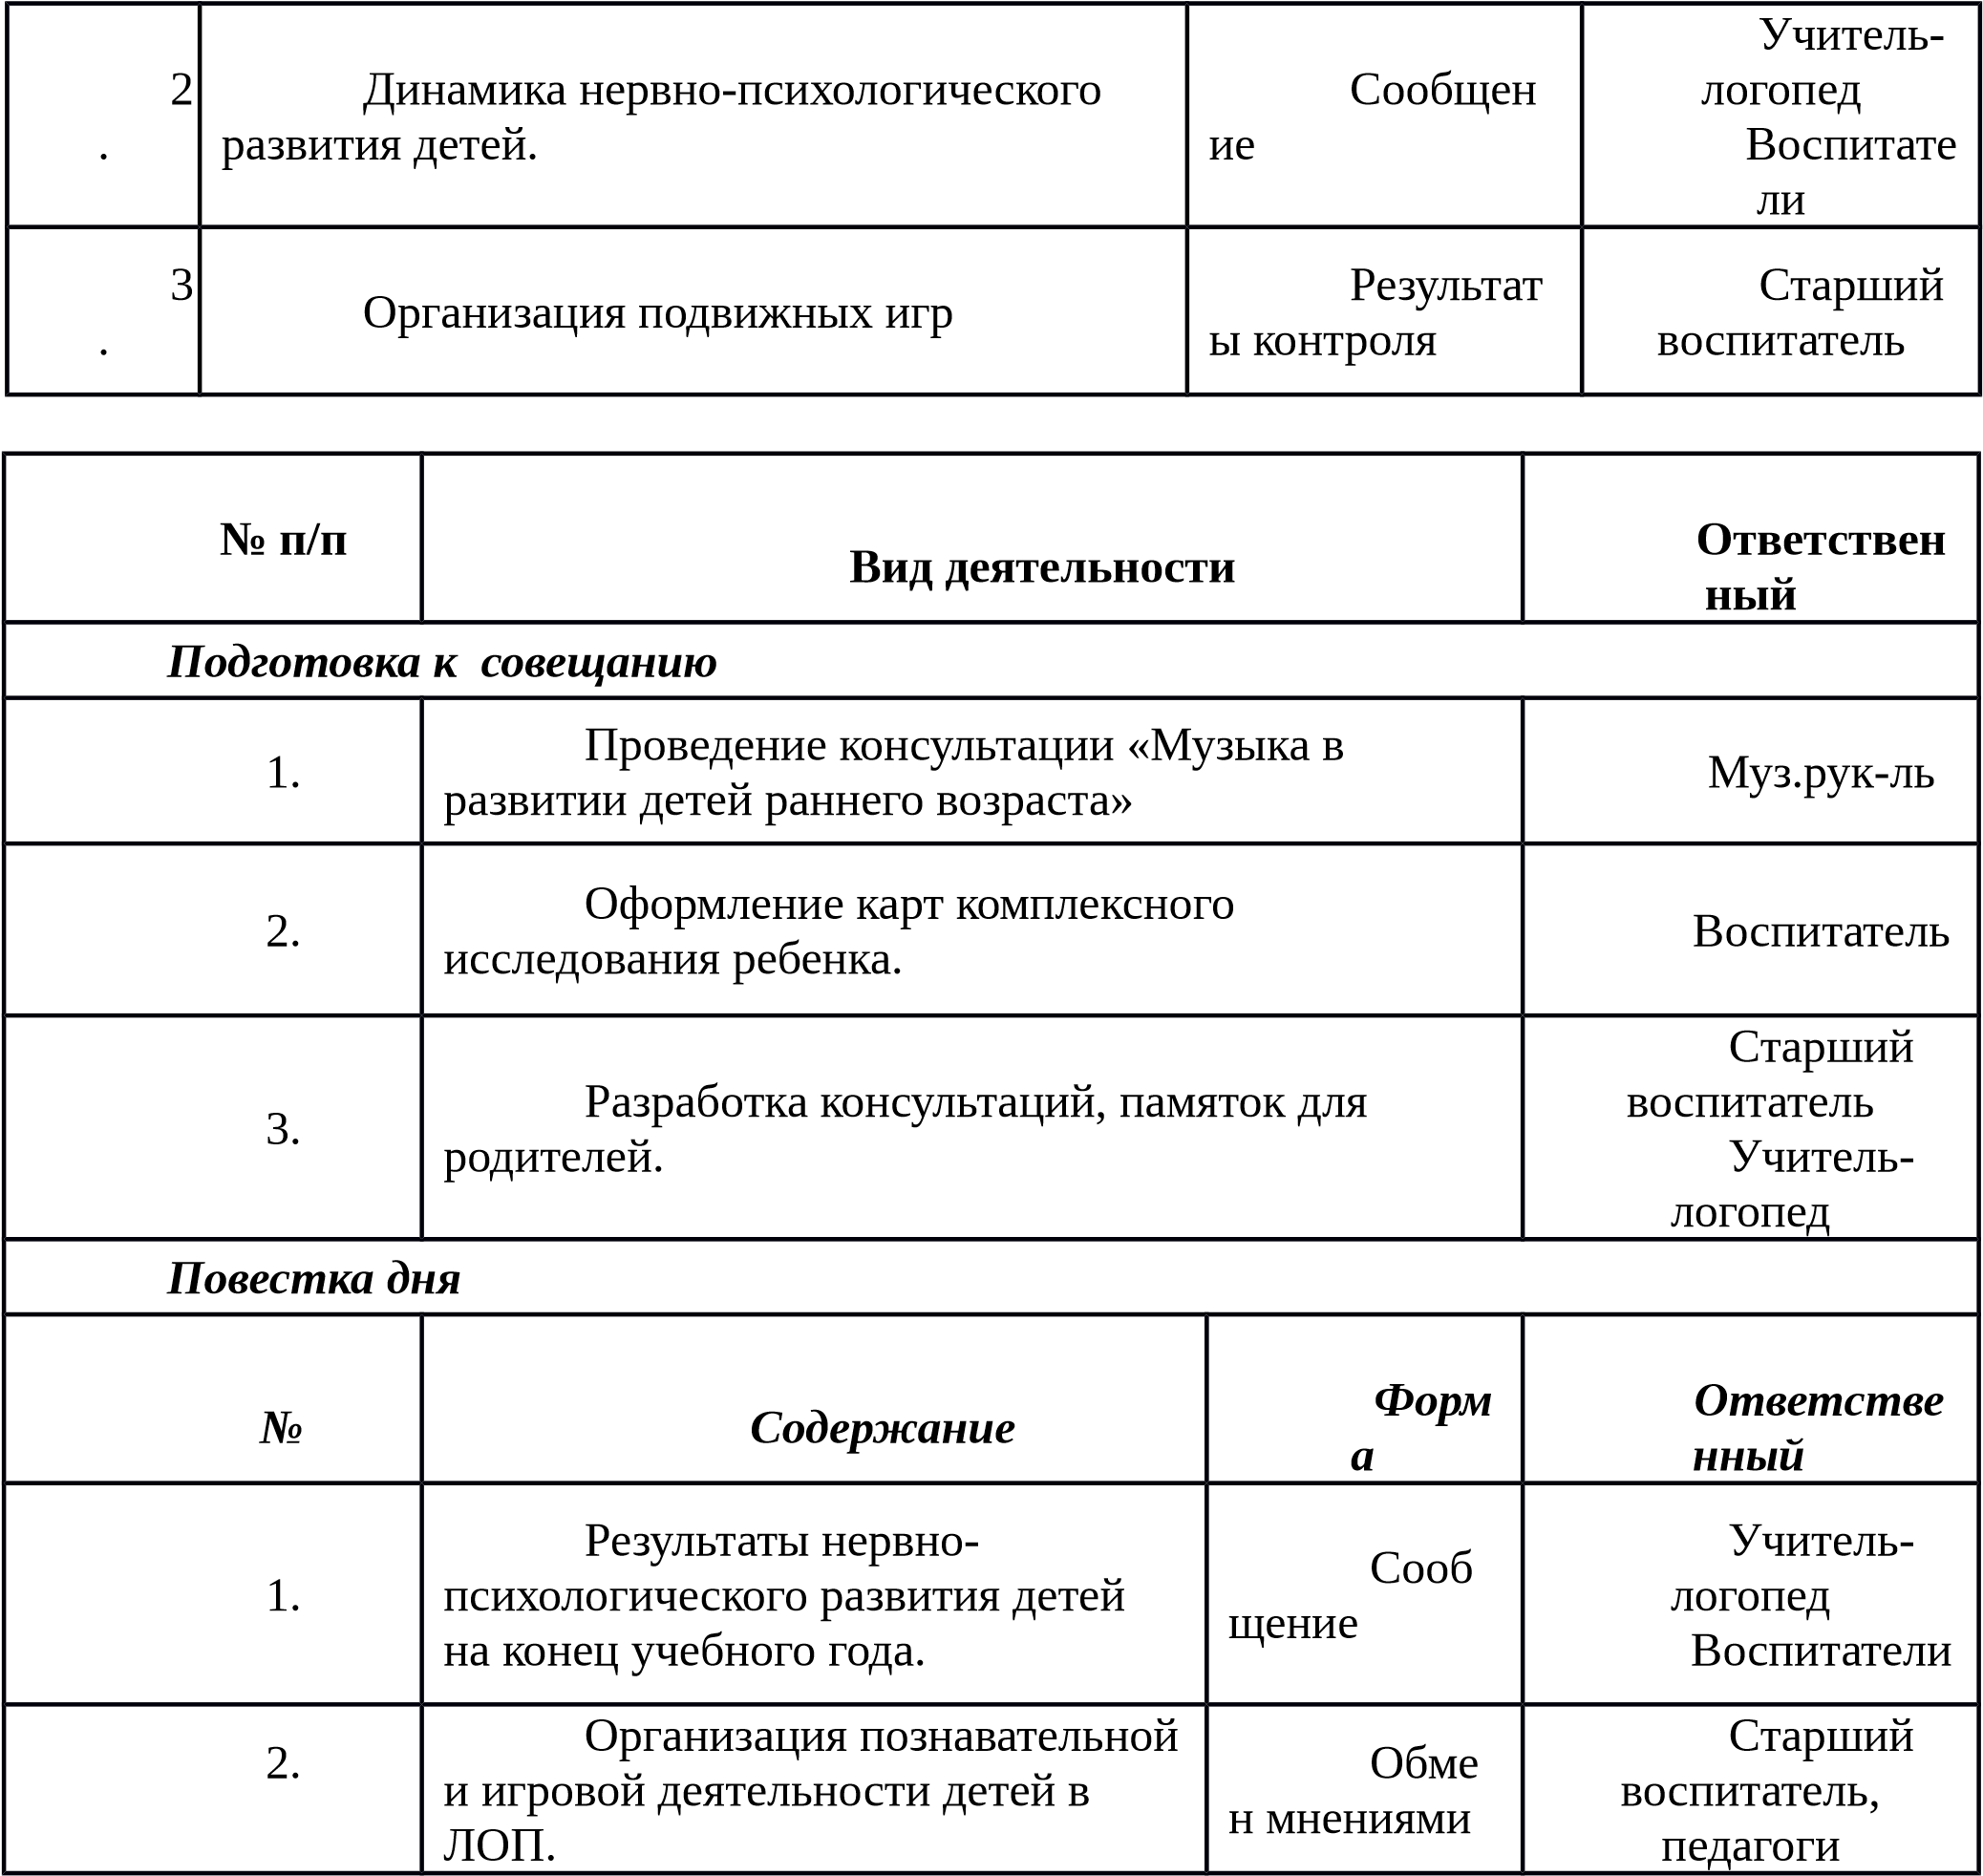 2
.
Динамика нервно-психологического
развития детей.
Сообщен
ие
Учитель-
логопед
Воспитате
ли
3
.
Организация подвижных игр
Результат
ы контроля
Старший
воспитатель
№ п/п
Вид деятельности
Ответствен
ный
Подготовка к совещанию
1.
Проведение консультации «Музыка в
развитии детей раннего возраста»
Муз.рук-ль
2.
Оформление карт комплексного
исследования ребенка.
Воспитатель
3.
Разработка консультаций, памяток для
родителей.
Старший
воспитатель
Учитель-
логопед
Повестка дня
№
Содержание
Форм
а
Ответстве
нный
1.
Результаты нервно-
психологического развития детей
на конец учебного года.
Сооб
щение
Учитель-
логопед
Воспитатели
2.
Организация познавательной
и игровой деятельности детей в
ЛОП.
Обме
н мнениями
Старший
воспитатель,
педагоги